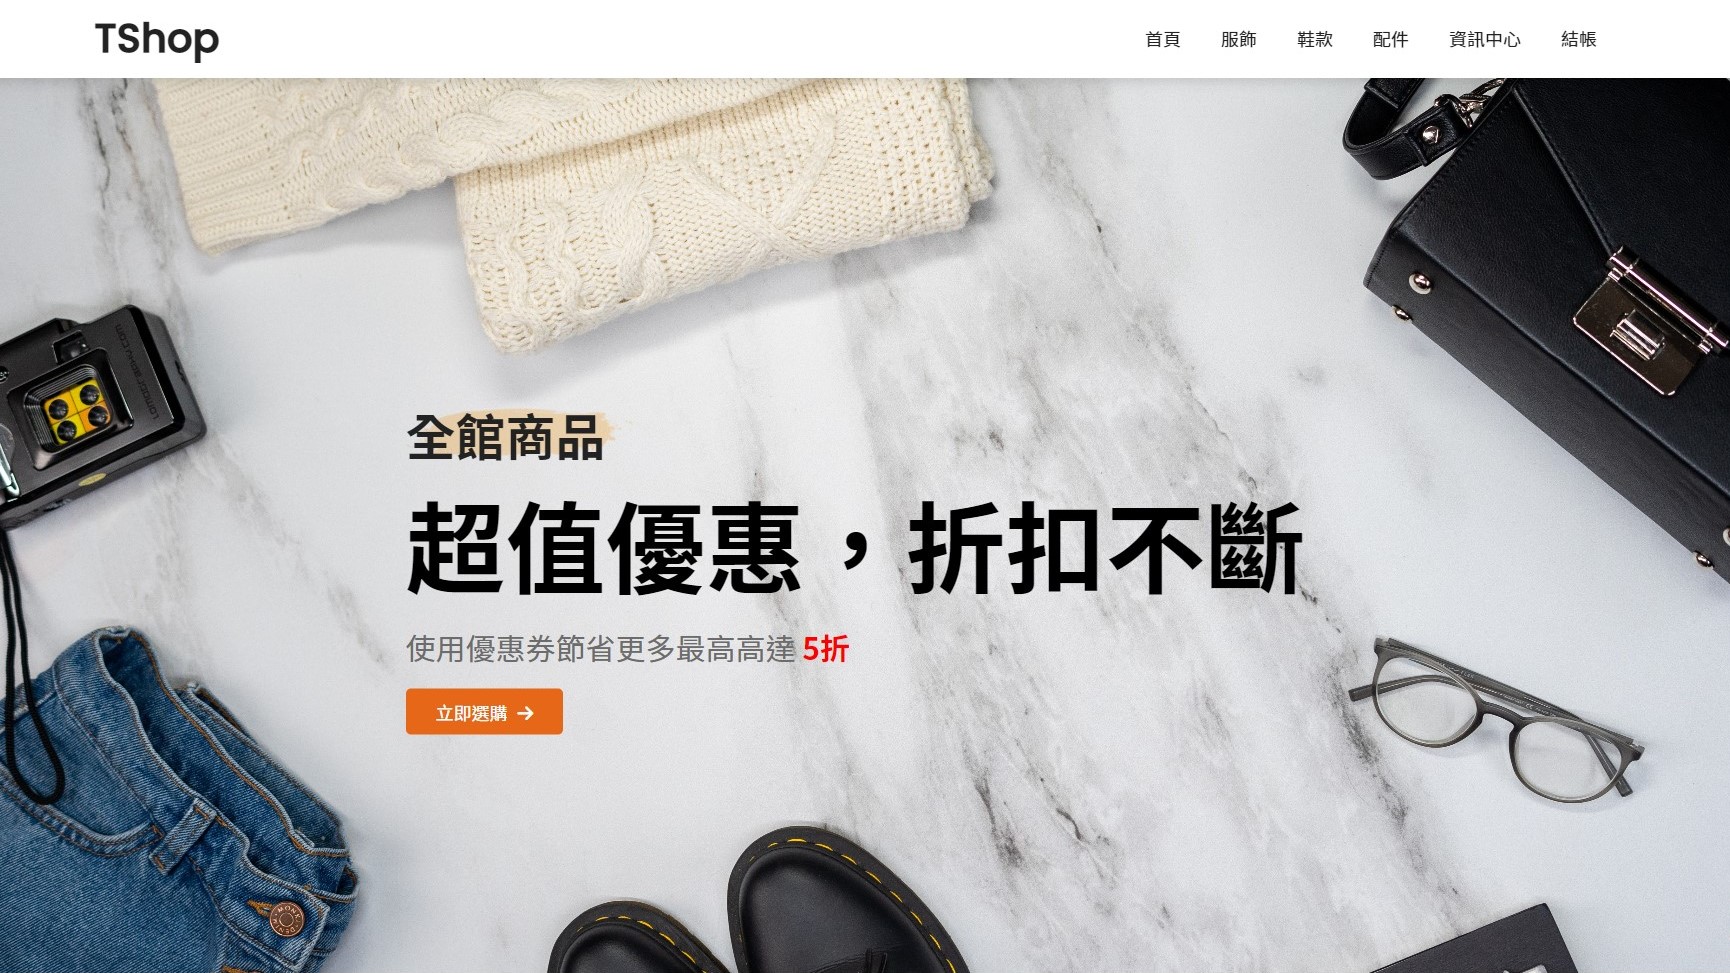 TShop
首頁 服飾 鞋款 配件 資訊中心 結帳
全館商品
超值優惠，折扣不斷
使用優惠券節省更多最高高達 5折
立即選購 →